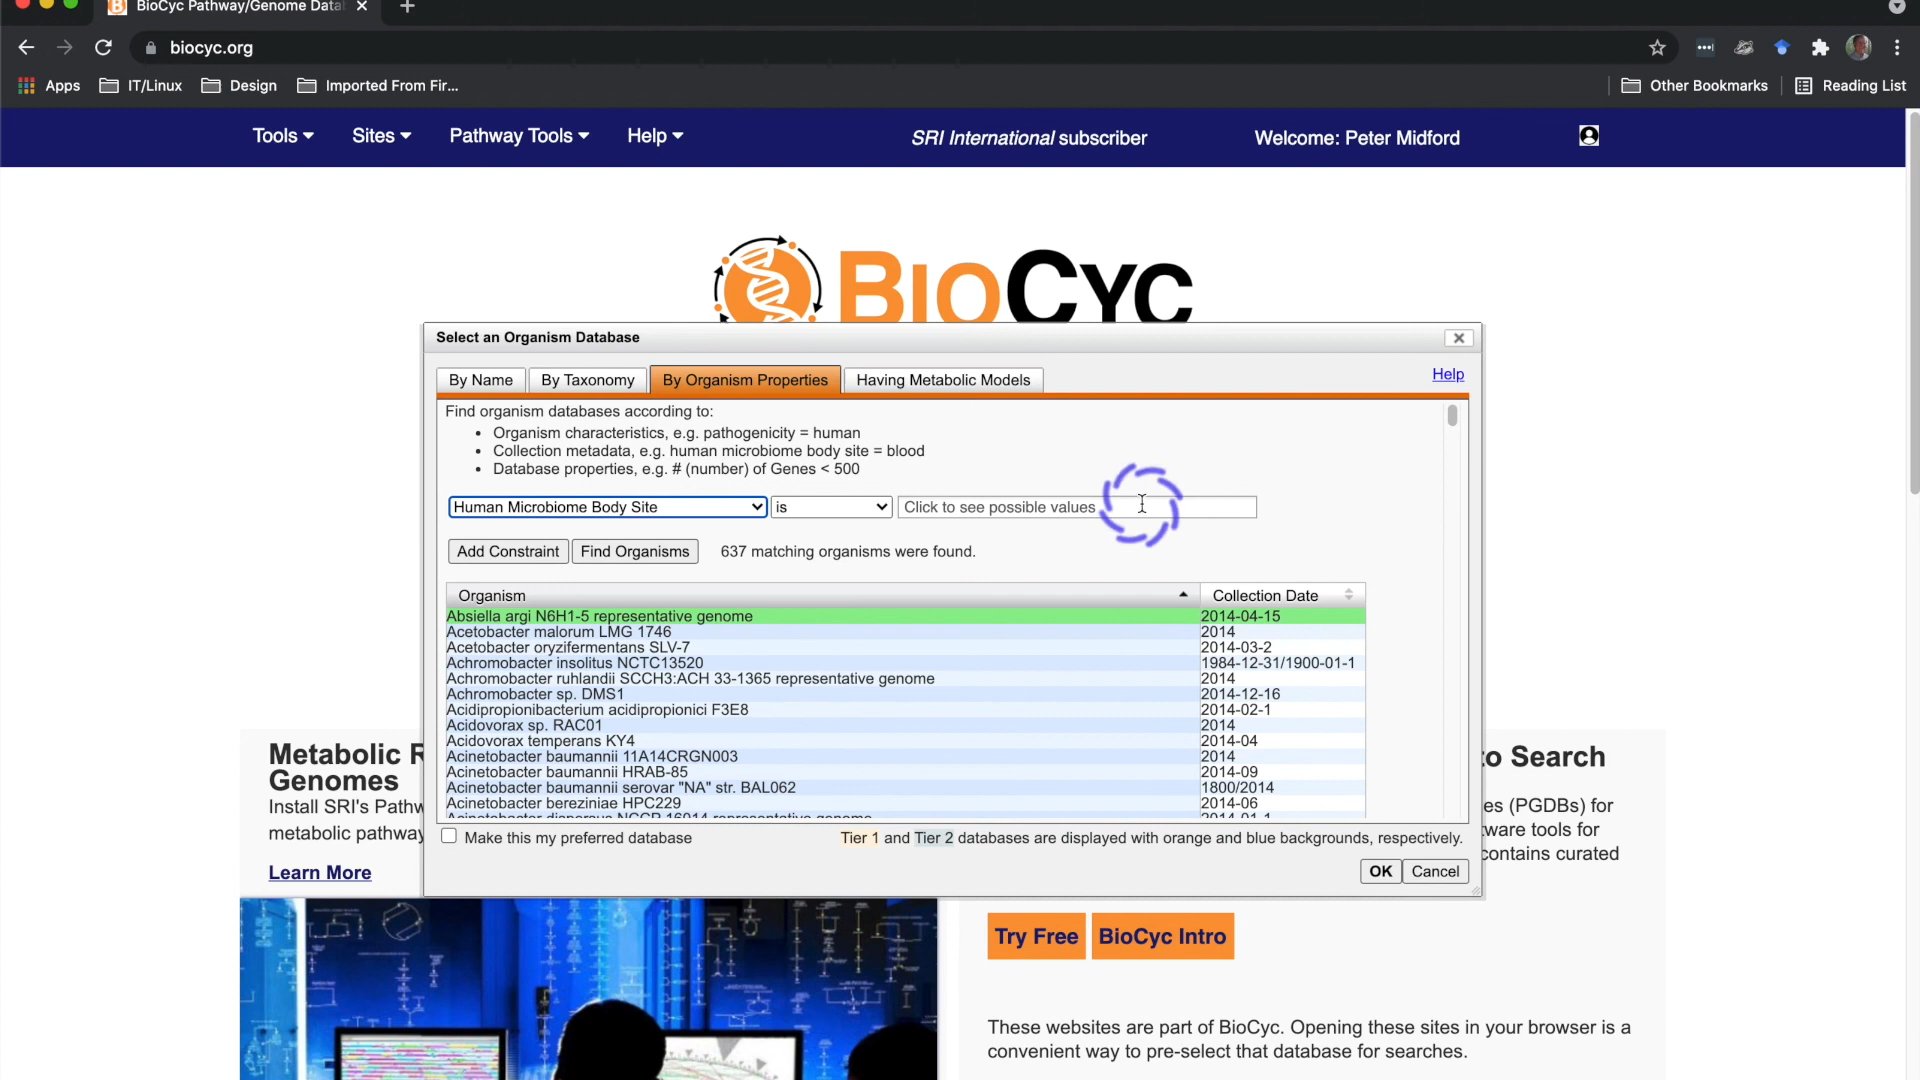 BioCyc Pathway/Genome Data
biocyc.org
Apps
IT/Linux
Design
Imported From Fir...
Other Bookmarks
Reading List
Tools
Sites
Pathway Tools
Help
SRI International subscriber
Welcome: Peter Midford
BIOCYC
Select an Organism Database
By Name
By Taxonomy
By Organism Properties
Having Metabolic Models
Help
Find organism databases according to:
• Organism characteristics, e.g. pathogenicity = human
• Collection metadata, e.g. human microbiome body site = blood
• Database properties, e.g. # (number) of Genes < 500
Human Microbiome Body Site
is
Click to see possible values
Add Constraint
Find Organisms
637 matching organisms were found.
Organism Collection Date
Absiella argi N6H1-5 representative genome 2014-04-15
Acetobacter malorum LMG 1746 2014
Acetobacter oryzifermentans SLV-7 2014-03-2
Achromobacter insolitus NCTC13520 1984-12-31/1900-01-1
Achromobacter ruhlandii SCCH3:ACH 33-1365 representative genome 2014
Achromobacter sp. DMS1 2014-12-16
Acidipropionibacterium acidipropionici F3E8 2014-02-1
Acidovorax sp. RAC01 2014
Acidovorax temperans KY4 2014-04
Acinetobacter baumannii 11A14CRGN003 2014
Acinetobacter baumannii HRAB-85 2014-09
Acinetobacter baumannii serovar "NA" str. BAL062 1800/2014
Acinetobacter bereziniae HPC229 2014-06
Acinetobacter dispersus NCCP 16014 representative genome 2014-01-1
Make this my preferred database
Tier 1 and Tier 2 databases are displayed with orange and blue backgrounds, respectively.
OK
Cancel
Metabolic R
Genomes
Install SRI's Pathw
metabolic pathway
Learn More
to Search
es (PGDBs) for
tware tools for
contains curated
Try Free
BioCyc Intro
These websites are part of BioCyc. Opening these sites in your browser is a
convenient way to pre-select that database for searches.